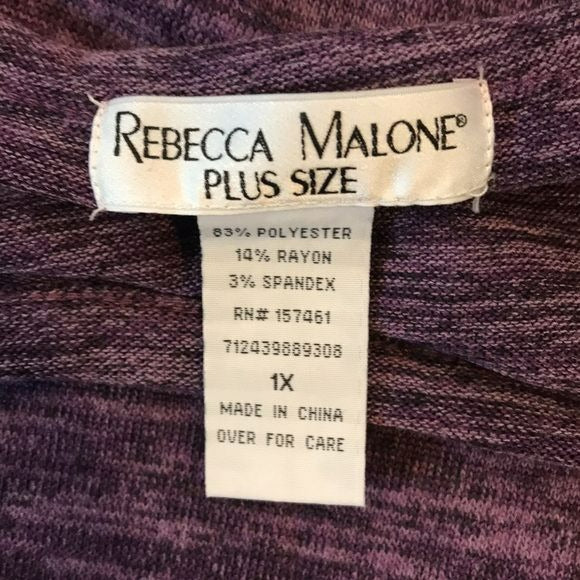 REBECCA MALONE®
PLUS SIZE
83% POLYESTER
14% RAYON
3% SPANDEX
RN# 157461
712439889308
1X
MADE IN CHINA
OVER FOR CARE